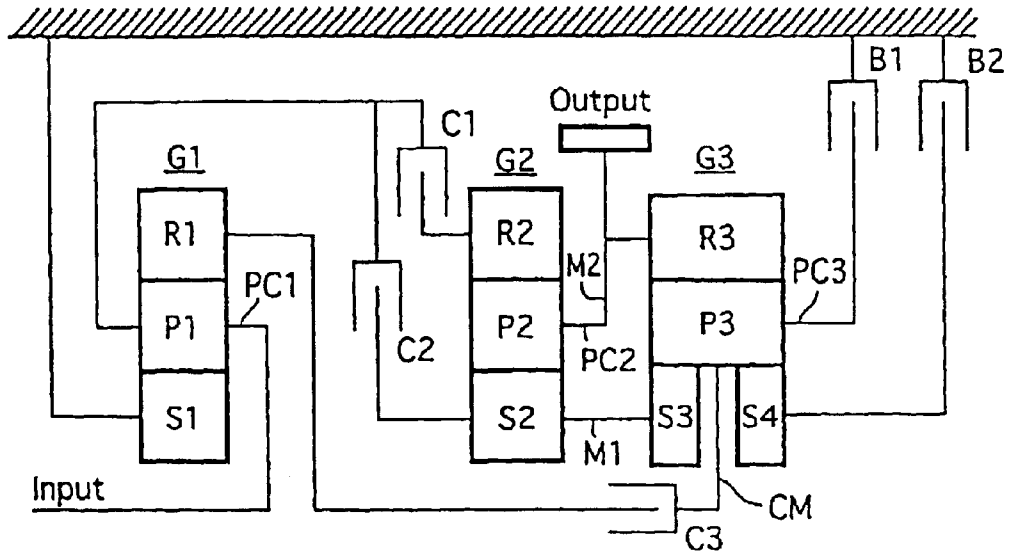 B1
B2
Output
C1
G1
G2
G3
R1
R2
R3
M2
PC1
PC3
P1
P2
P3
C2
PC2
S1
S2
S3
S4
M1
Input
CM
C3